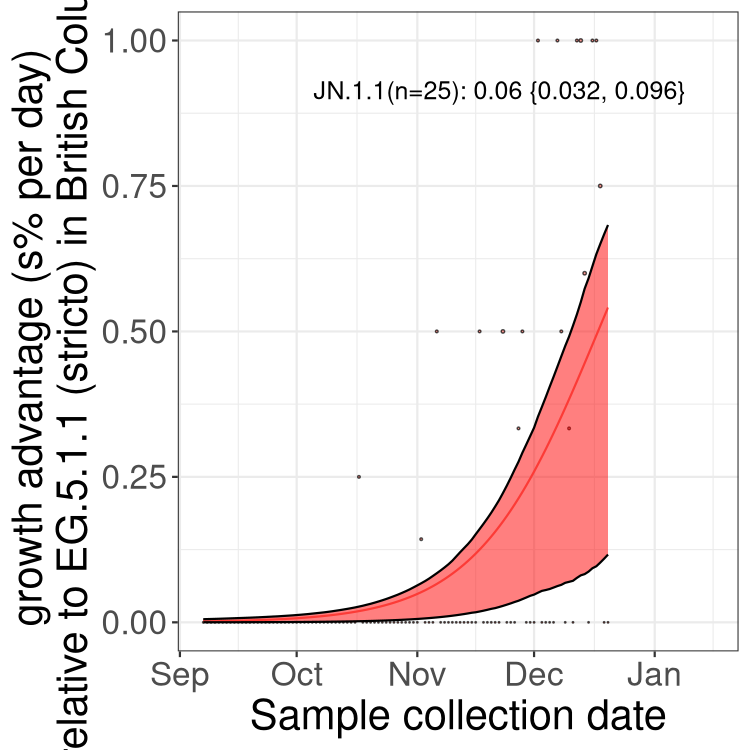 growth advantage (s% per day)
relative to EG.5.1.1 (stricto) in British Colu
1.00
0.75
0.50
0.25
0.00
JN.1.1(n=25): 0.06 {0.032, 0.096}
Sep Oct Nov Dec Jan
Sample collection date